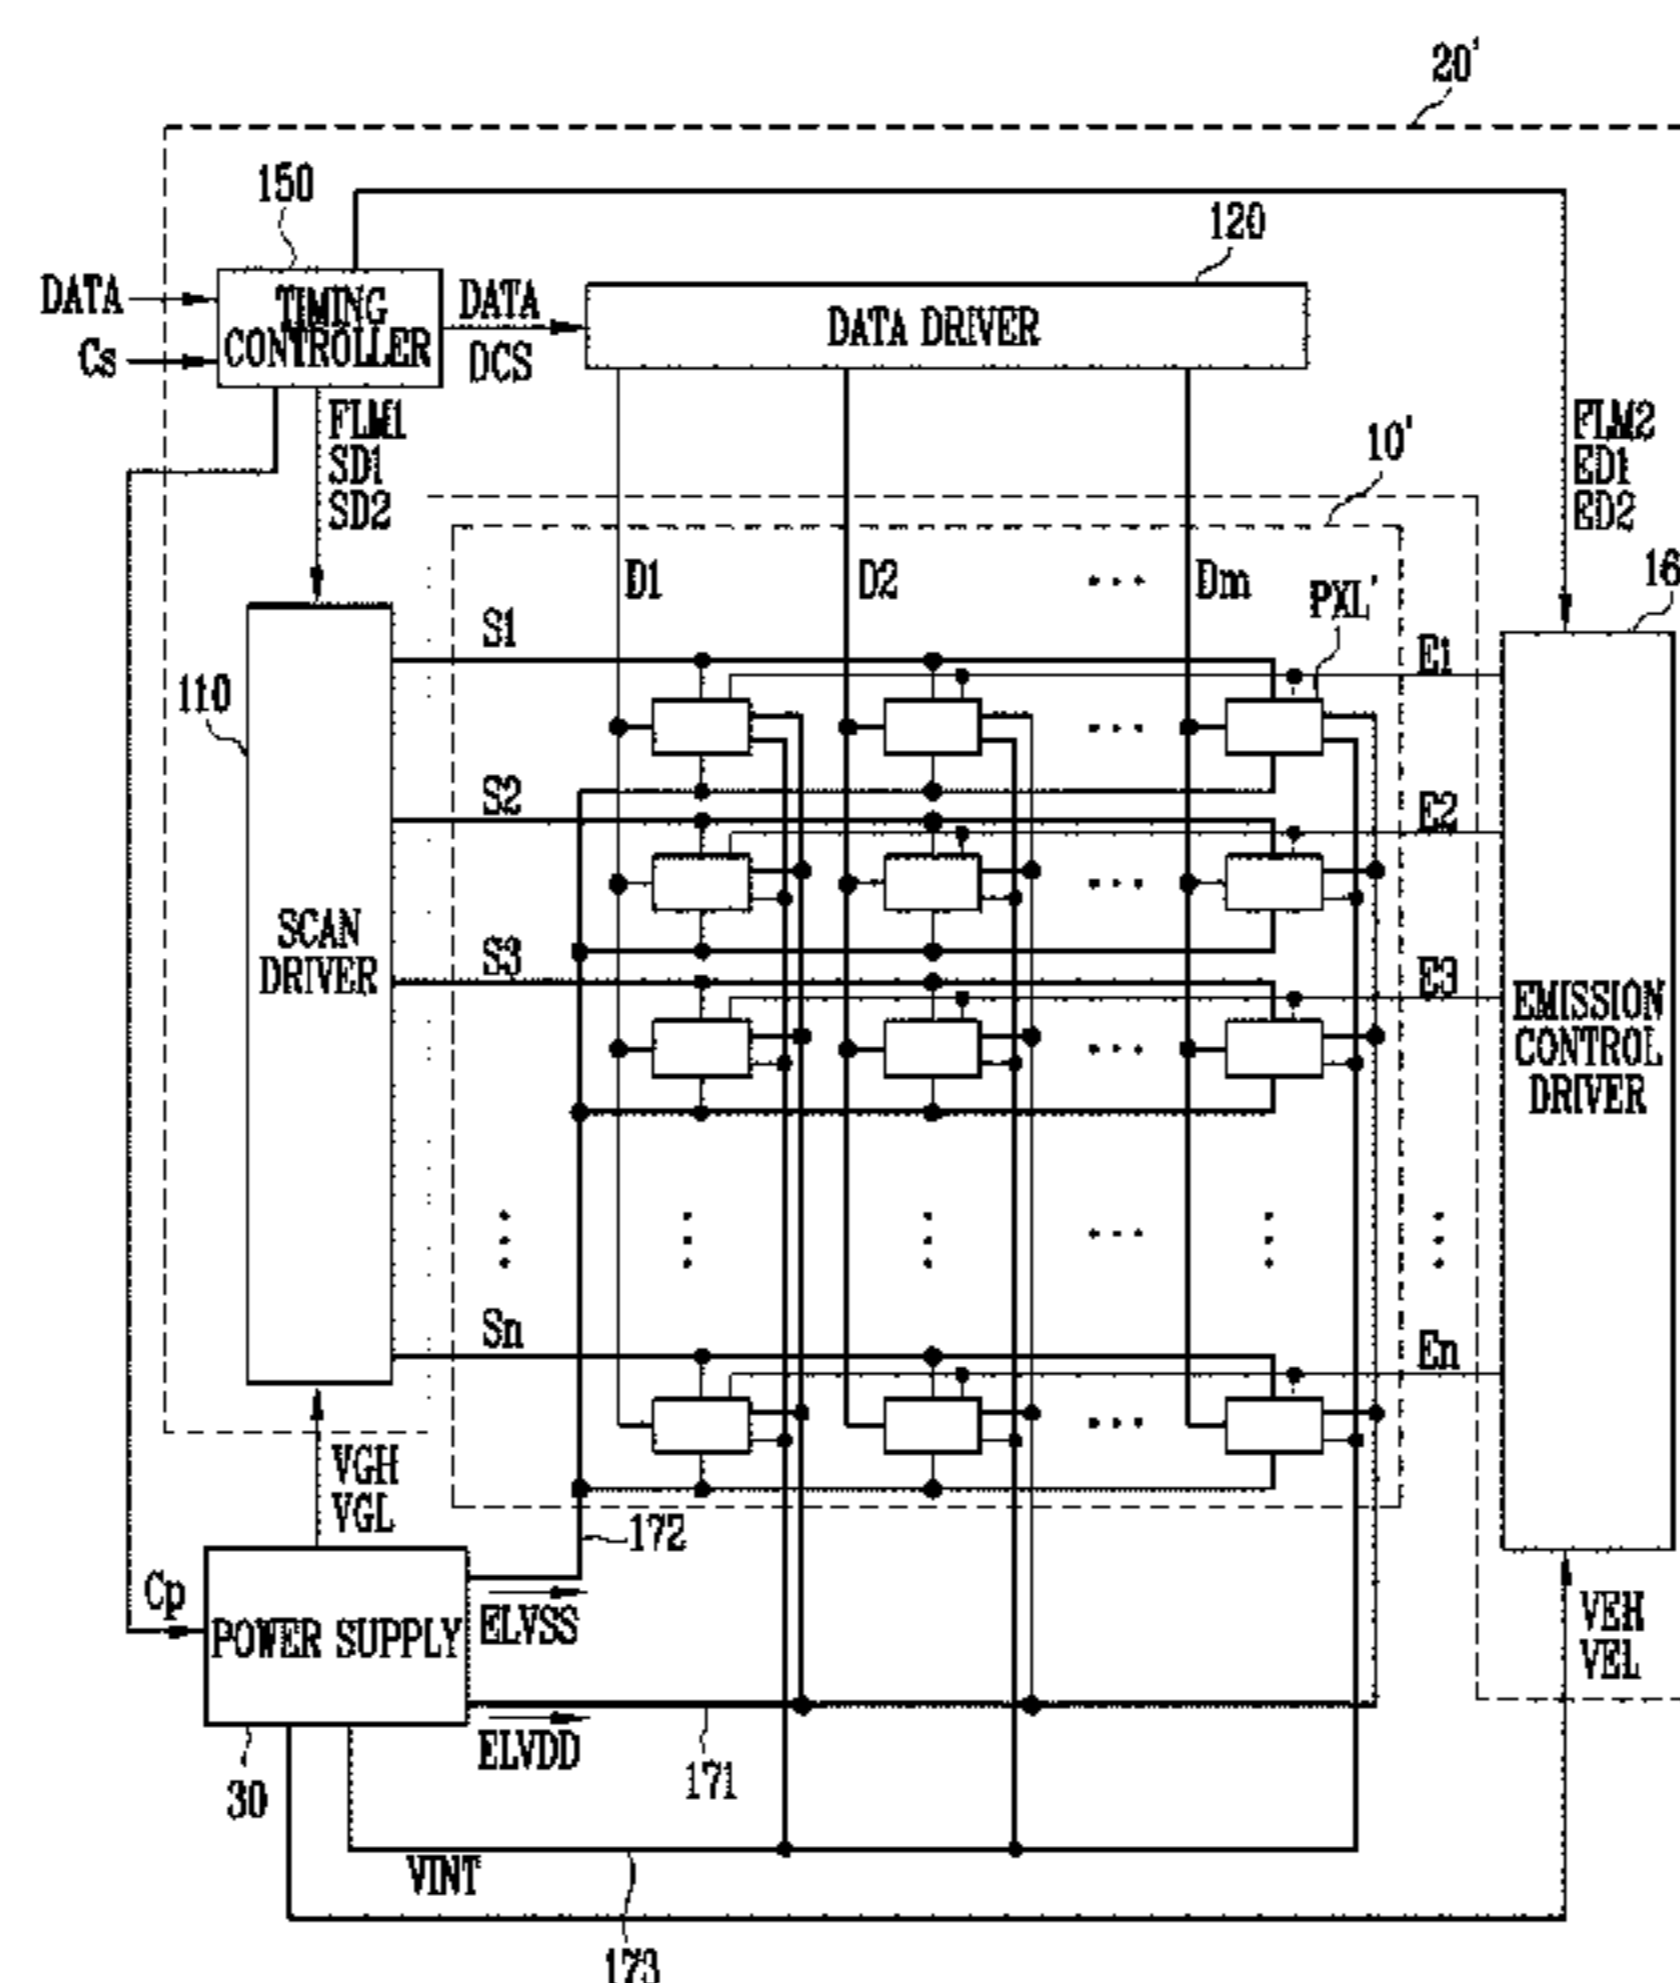 20'
150
120
DATA
TIMING
CONTROLLER
DATA
DCS
DATA DRIVER
Cs
FLM1
SD1
SD2
FLM2
ED1
ED2
10'
16
D1
D2
Dm
PXL'
S1
E1
110
S2
E2
SCAN
DRIVER
S3
E3
EMISSION
CONTROL
DRIVER
Sn
En
VGH
VGL
172
Cp
POWER SUPPLY
ELVSS
VEH
VEL
ELVDD
171
30
VINT
173